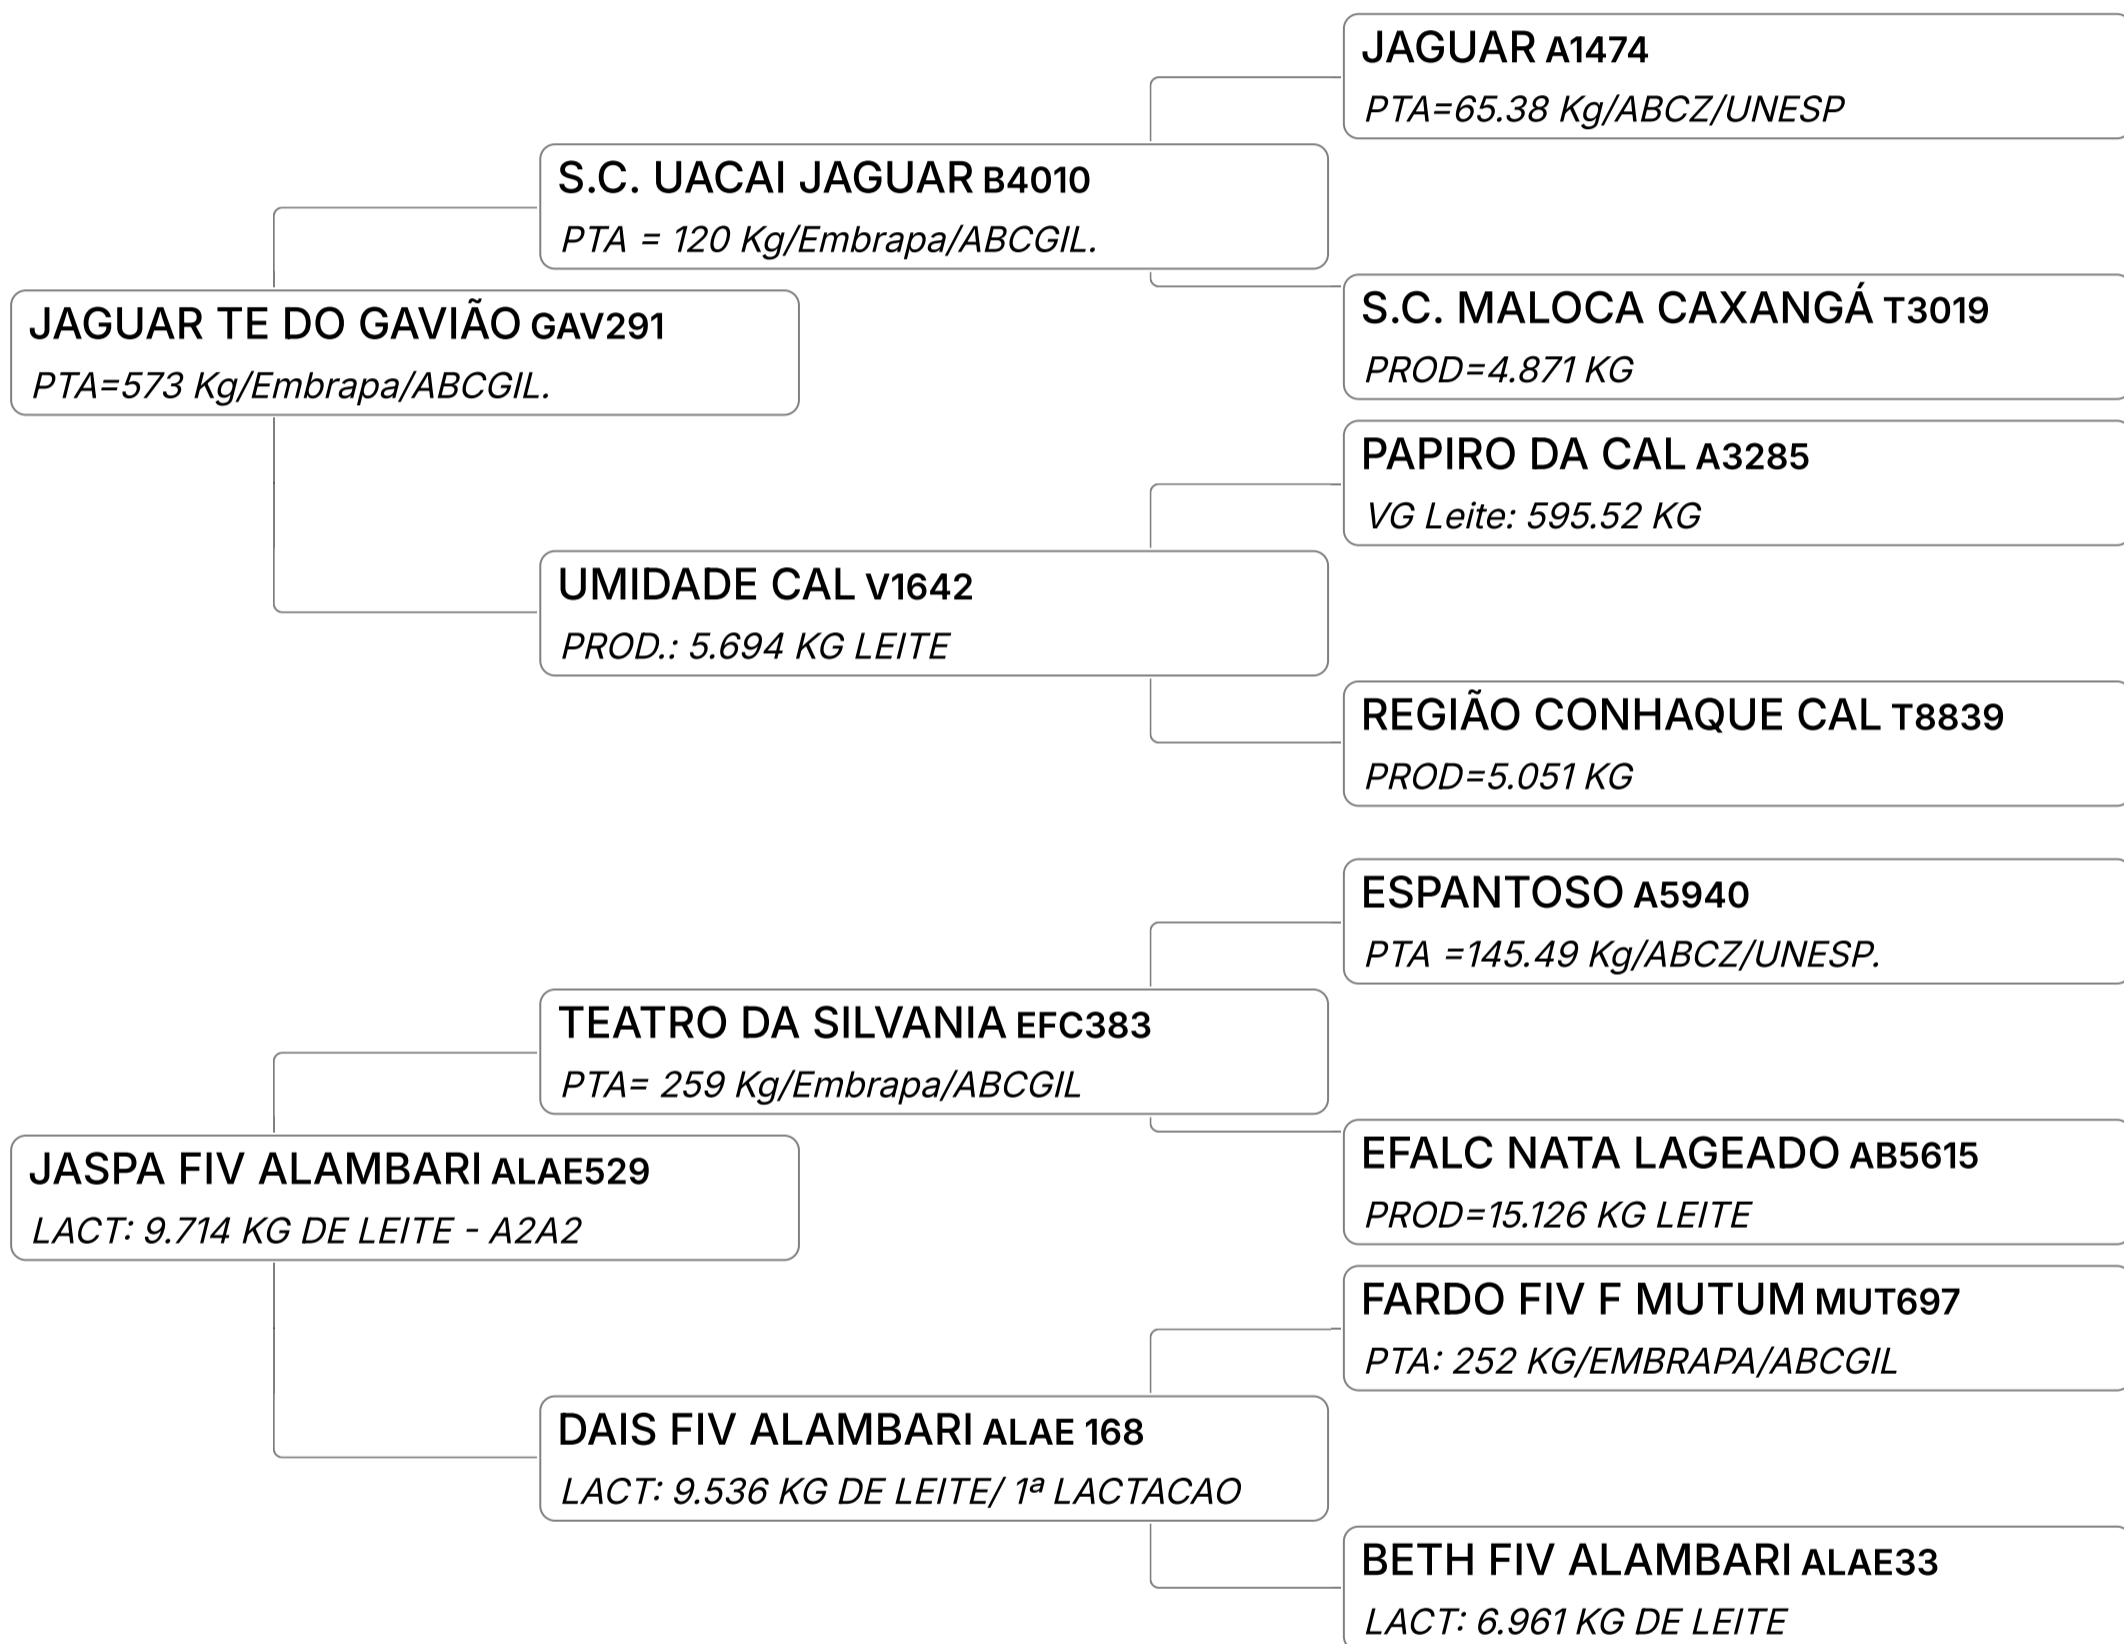 JAGUAR A1474
PTA=65.38 Kg/ABCZ/UNESP
S.C. UACAI JAGUAR B4010
PTA = 120 Kg/Embrapa/ABCGIL.
S.C. MALOCA CAXANGÁ T3019
PROD=4.871 KG
JAGUAR TE DO GAVIÃO GAV291
PTA=573 Kg/Embrapa/ABCGIL.
PAPIRO DA CAL A3285
VG Leite: 595.52 KG
UMIDADE CAL V1642
PROD.: 5.694 KG LEITE
REGIÃO CONHAQUE CAL T8839
PROD=5.051 KG
ESPANTOSO A5940
PTA =145.49 Kg/ABCZ/UNESP.
TEATRO DA SILVANIA EFC383
PTA= 259 Kg/Embrapa/ABCGIL
EFALC NATA LAGEADO AB5615
PROD=15.126 KG LEITE
JASPA FIV ALAMBARI ALAE529
LACT: 9.714 KG DE LEITE - A2A2
FARDO FIV F MUTUM MUT697
PTA: 252 KG/EMBRAPA/ABCGIL
DAIS FIV ALAMBARI ALAE 168
LACT: 9.536 KG DE LEITE/ 1ª LACTACAO
BETH FIV ALAMBARI ALAE33
LACT: 6.961 KG DE LEITE